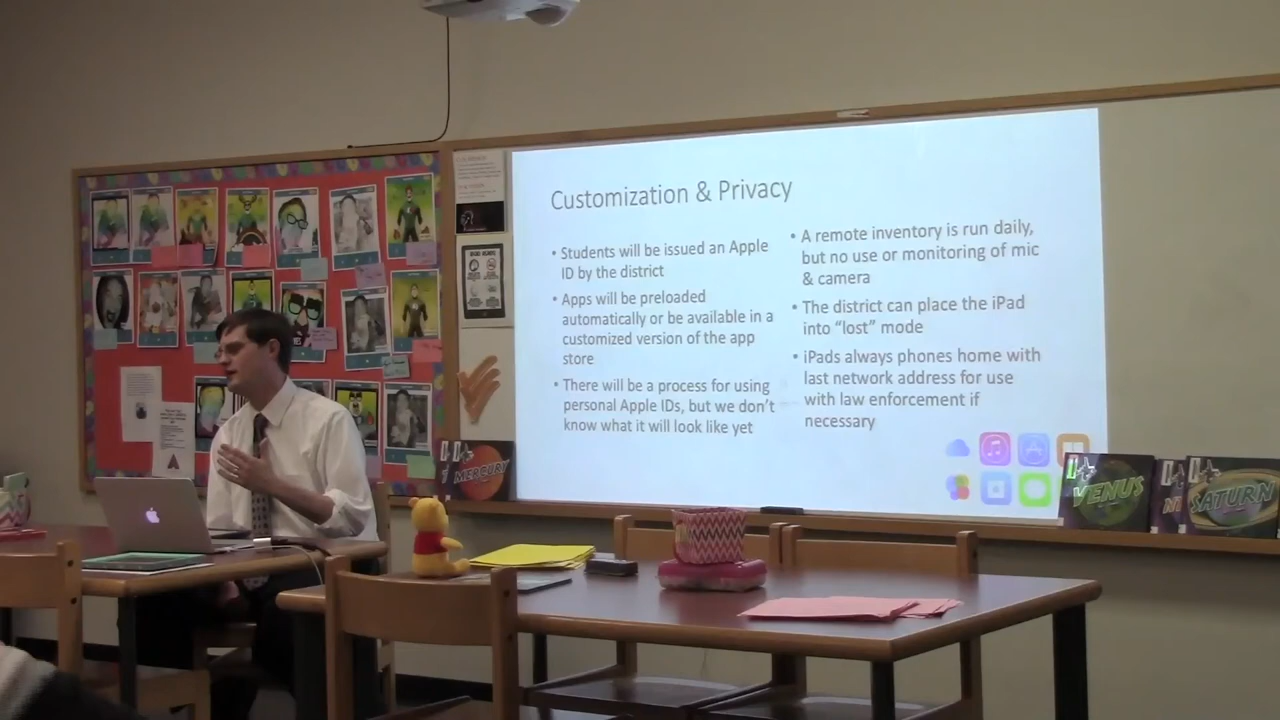 Customization & Privacy
• Students will be issued an Apple
ID by the district
• Apps will be preloaded
automatically or be available in a
customized version of the app
store
• There will be a process for using
personal Apple IDs, but we don't
know what it will look like yet
• A remote inventory is run daily,
but no use or monitoring of mic
& camera
• The district can place the iPad
into "lost" mode
• iPads always phones home with
last network address for use
with law enforcement if
necessary
MERCURY
VENUS
SATURN